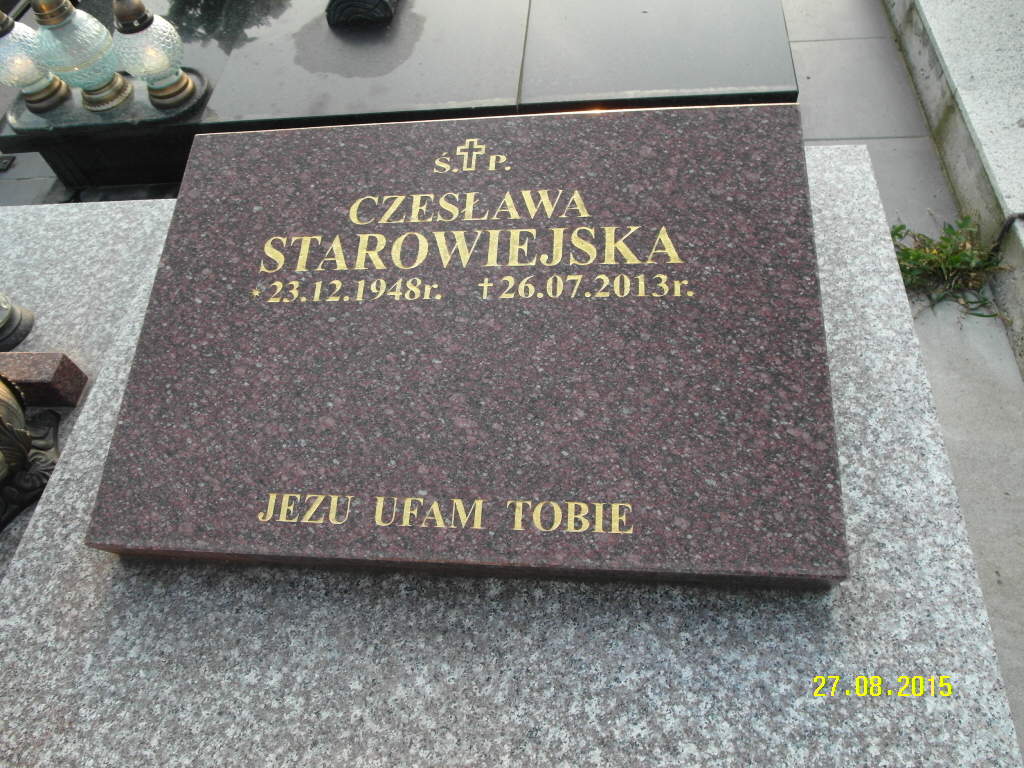 Ś. P.
CZESŁAWA
STAROWIEJSKA
* 23.12.1948r. † 26.07.2013r.
JEZU UFAM TOBIE
27.08.2015